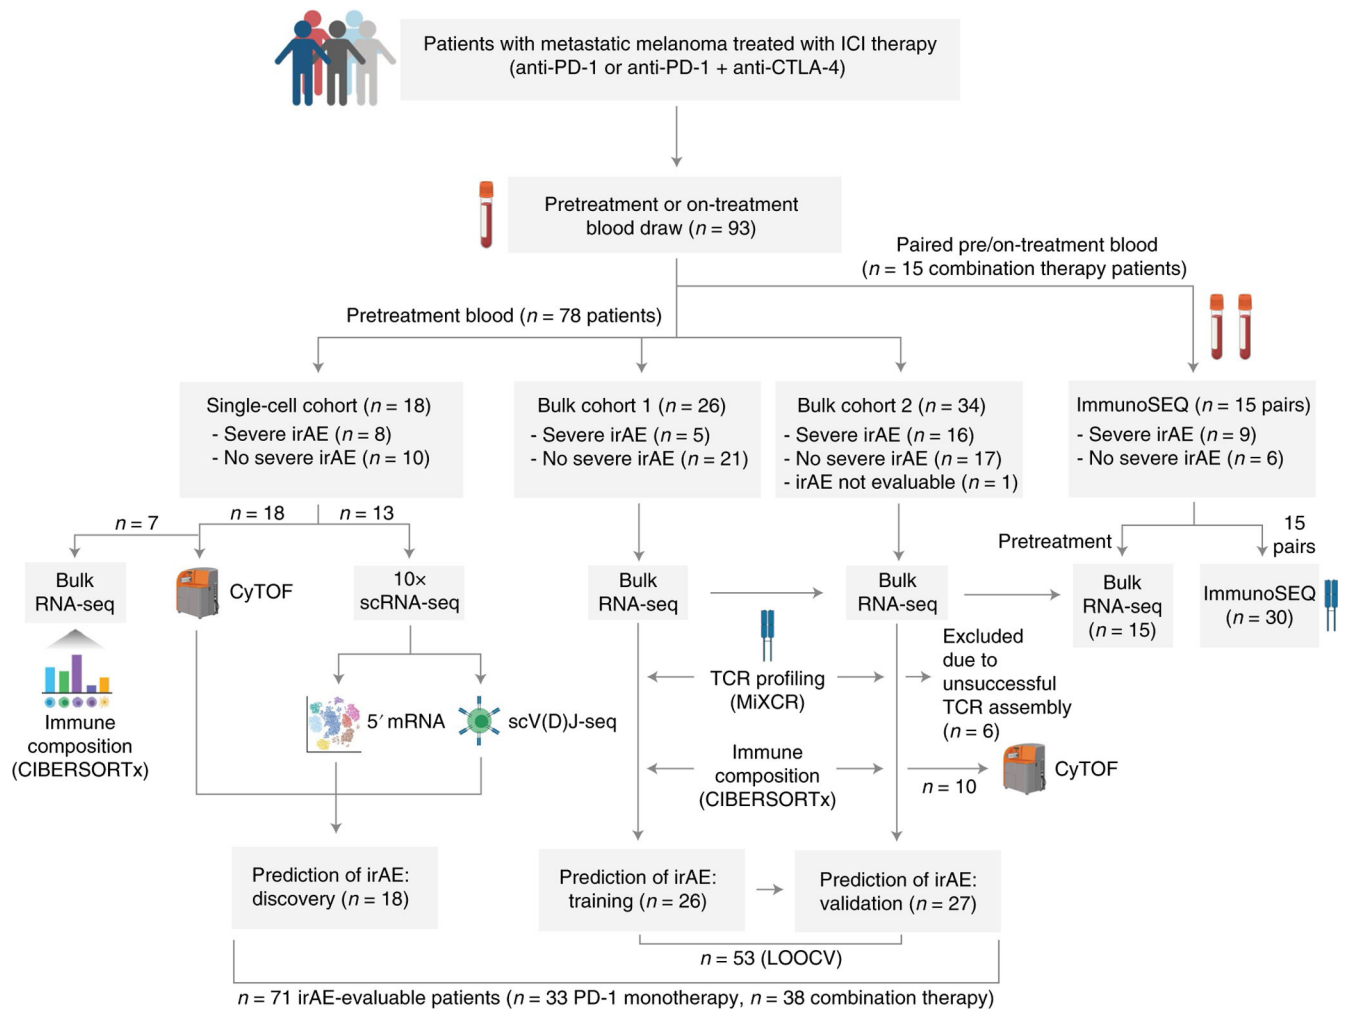 Patients with metastatic melanoma treated with ICI therapy
(anti-PD-1 or anti-PD-1 + anti-CTLA-4)
Pretreatment or on-treatment
blood draw (n = 93)
Paired pre/on-treatment blood
(n = 15 combination therapy patients)
Pretreatment blood (n = 78 patients)
Single-cell cohort (n = 18)
- Severe irAE (n = 8)
- No severe irAE (n = 10)
Bulk cohort 1 (n = 26)
- Severe irAE (n = 5)
- No severe irAE (n = 21)
Bulk cohort 2 (n = 34)
- Severe irAE (n = 16)
- No severe irAE (n = 17)
- irAE not evaluable (n = 1)
ImmunoSEQ (n = 15 pairs)
- Severe irAE (n = 9)
- No severe irAE (n = 6)
n = 7
n = 18
n = 13
Pretreatment
15
pairs
Bulk
RNA-seq
CyTOF
10×
scRNA-seq
Bulk
RNA-seq
Bulk
RNA-seq
Bulk
RNA-seq
(n = 15)
ImmunoSEQ
(n = 30)
Immune
composition
(CIBERSORTx)
5′ mRNA
scV(D)J-seq
TCR profiling
(MiXCR)
Excluded
due to
unsuccessful
TCR assembly
(n = 6)
Immune
composition
(CIBERSORTx)
n = 10
CyTOF
Prediction of irAE:
discovery (n = 18)
Prediction of irAE:
training (n = 26)
Prediction of irAE:
validation (n = 27)
n = 53 (LOOCV)
n = 71 irAE-evaluable patients (n = 33 PD-1 monotherapy, n = 38 combination therapy)